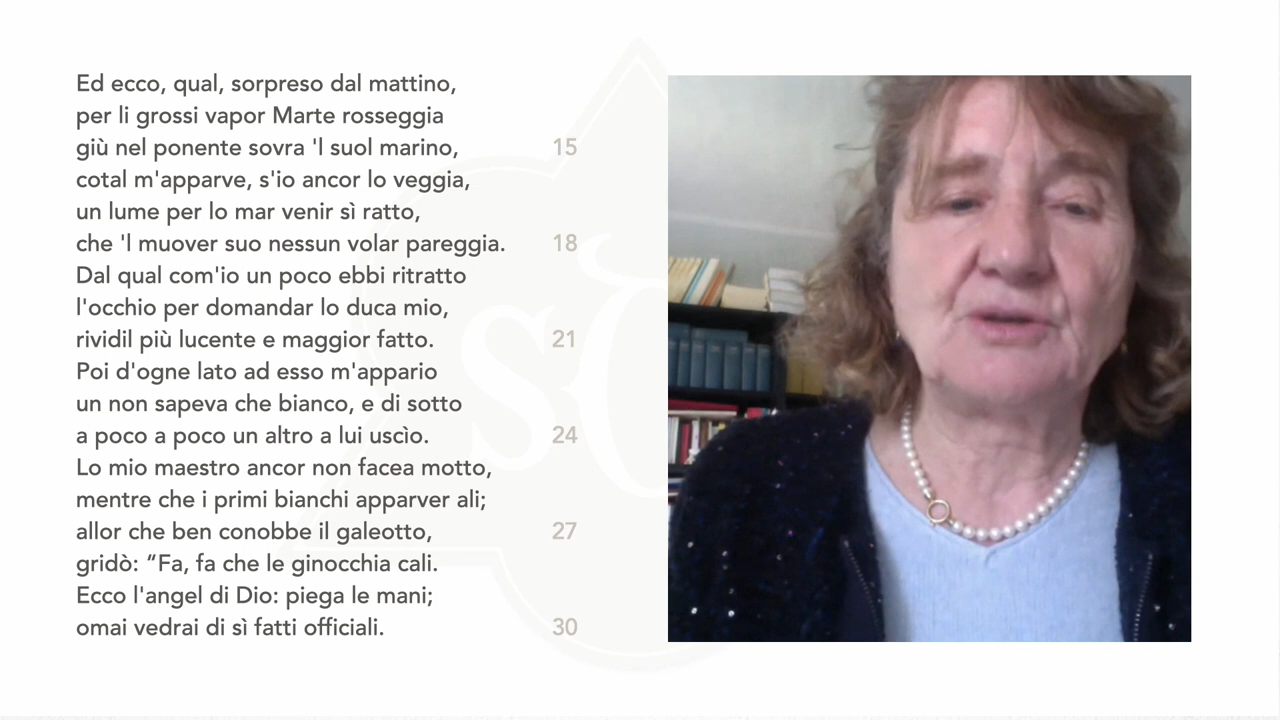 Ed ecco, qual, sorpreso dal mattino,
per li grossi vapor Marte rosseggia
giù nel ponente sovra 'l suol marino, 15
cotal m'apparve, s'io ancor lo veggia,
un lume per lo mar venir sì ratto,
che 'l muover suo nessun volar pareggia. 18
Dal qual com'io un poco ebbi ritratto
l'occhio per domandar lo duca mio,
rividil più lucente e maggior fatto. 21
Poi d'ogne lato ad esso m'appario
un non sapeva che bianco, e di sotto
a poco a poco un altro a lui uscìo. 24
Lo mio maestro ancor non facea motto,
mentre che i primi bianchi apparver ali;
allor che ben conobbe il galeotto, 27
gridò: “Fa, fa che le ginocchia cali.
Ecco l'angel di Dio: piega le mani;
omai vedrai di sì fatti officiali. 30